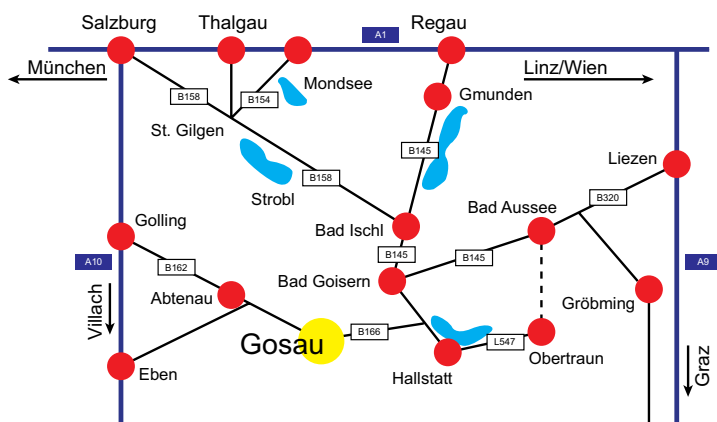 Salzburg
Thalgau
Regau
A1
München
Mondsee
Linz/Wien
B158
B154
Gmunden
St. Gilgen
B145
Liezen
B158
B320
Strobl
Bad Aussee
Golling
Bad Ischl
B145
B145
A10
B162
A9
Bad Goisern
Abtenau
Gröbming
Villach
B166
Gosau
L547
Obertraun
Eben
Hallstatt
Graz